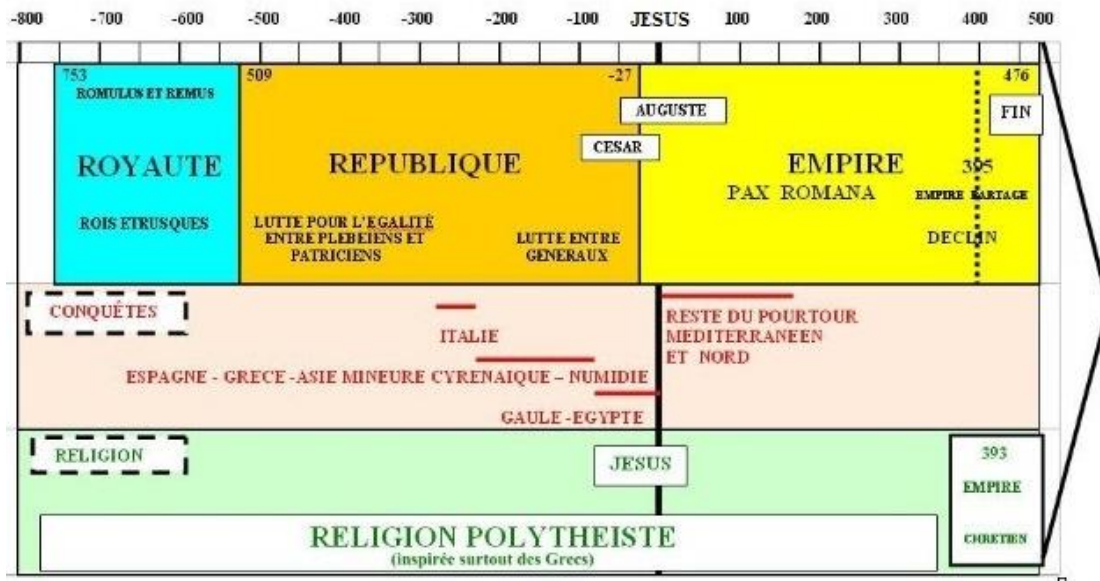 -800 -700 -600 -500 -400 -300 -200 -100 JESUS 100 200 300 400 500
753
ROMULUS ET REMUS
ROYAUTE
ROIS ETRUSQUES
509
REPUBLIQUE
LUTTE POUR L'EGALITÉ
ENTRE PLEBEIENS ET
PATRICIENS
-27
CESAR
LUTTE ENTRE
GENERAUX
AUGUSTE
EMPIRE
PAX ROMANA
476
FIN
395
EMPIRE PARTAGE
DECLIN
CONQUÊTES
ITALIE
ESPAGNE - GRECE -ASIE MINEURE CYRENAIQUE – NUMIDIE
GAULE -EGYPTE
RESTE DU POURTOUR
MEDITERRANEEN
ET NORD
RELIGION
JESUS
RELIGION POLYTHEISTE
(inspirée surtout des Grecs)
393
EMPIRE
CHRETIEN